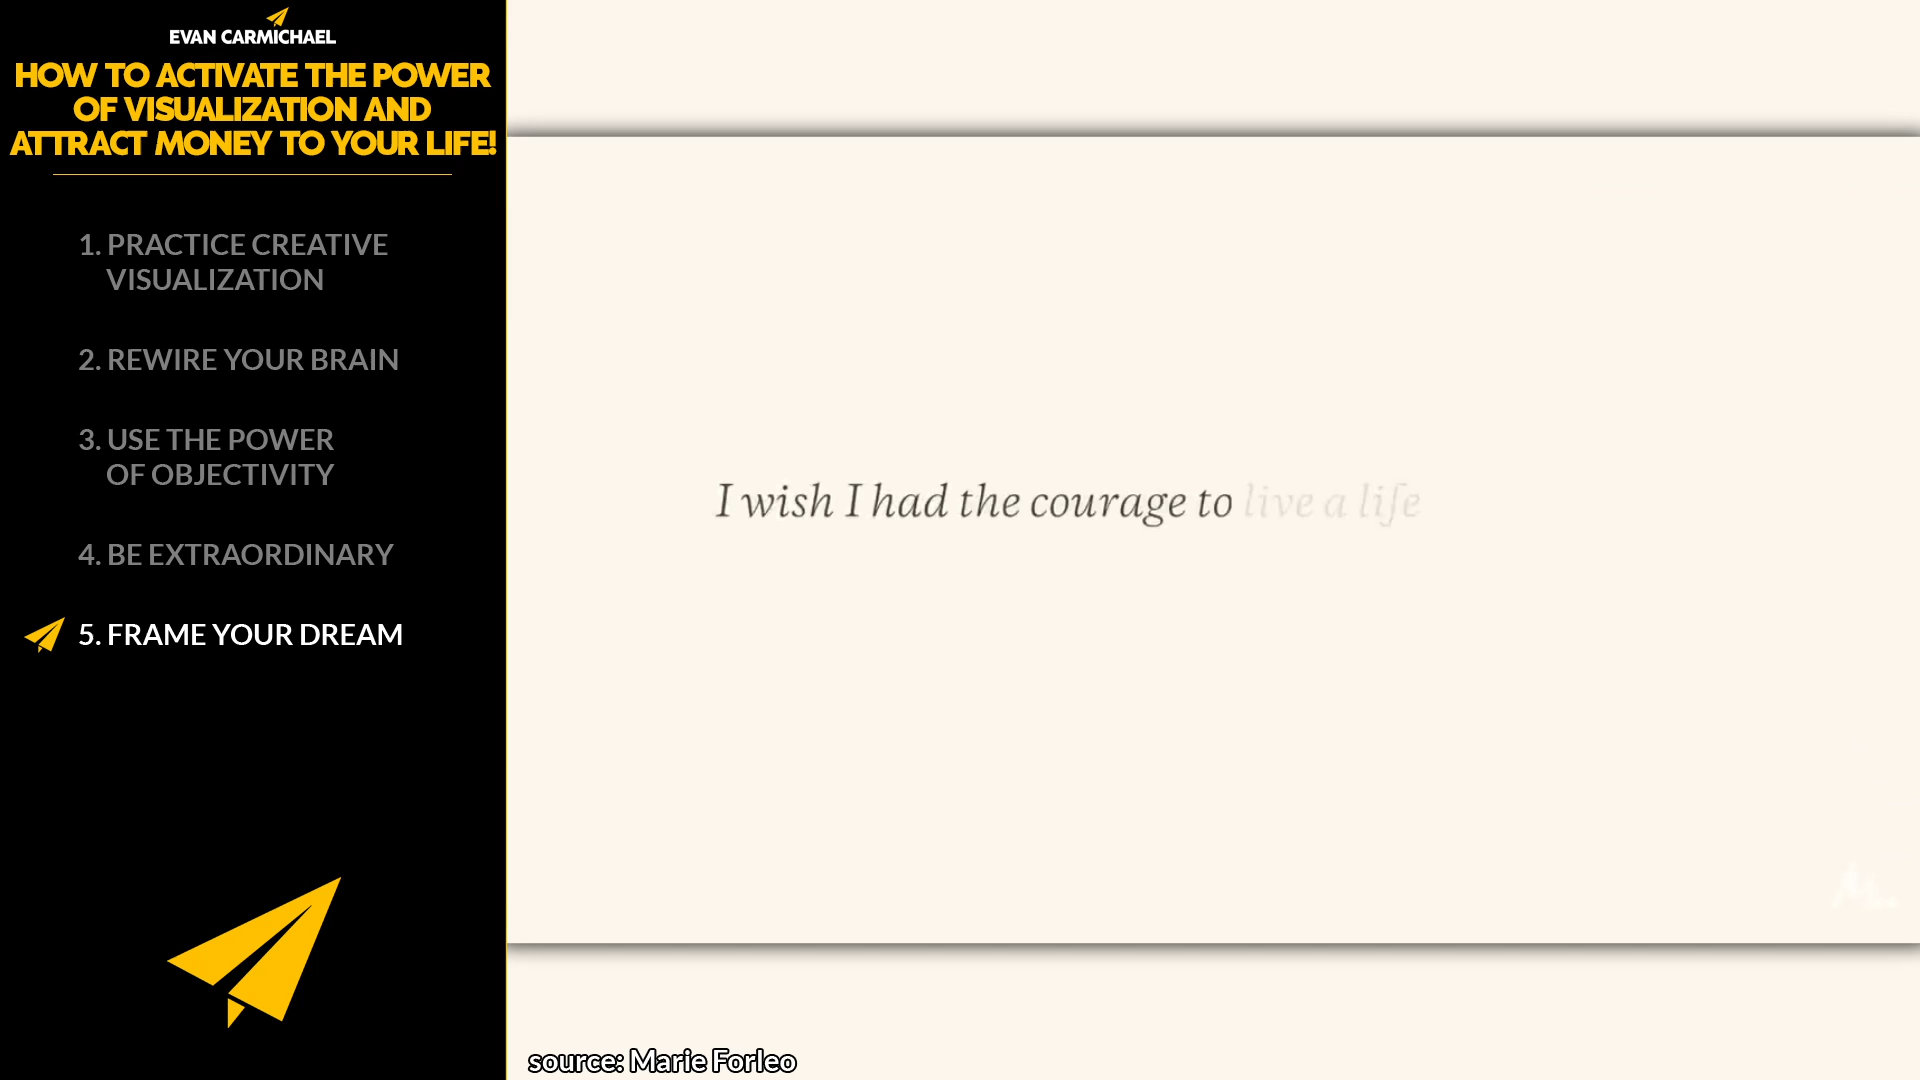 EVAN CARMICHAEL
HOW TO ACTIVATE THE POWER
OF VISUALIZATION AND
ATTRACT MONEY TO YOUR LIFE!
1. PRACTICE CREATIVE
VISUALIZATION
2. REWIRE YOUR BRAIN
3. USE THE POWER
OF OBJECTIVITY
4. BE EXTRAORDINARY
5. FRAME YOUR DREAM
I wish I had the courage to live a life
M.
source: Marie Forleo